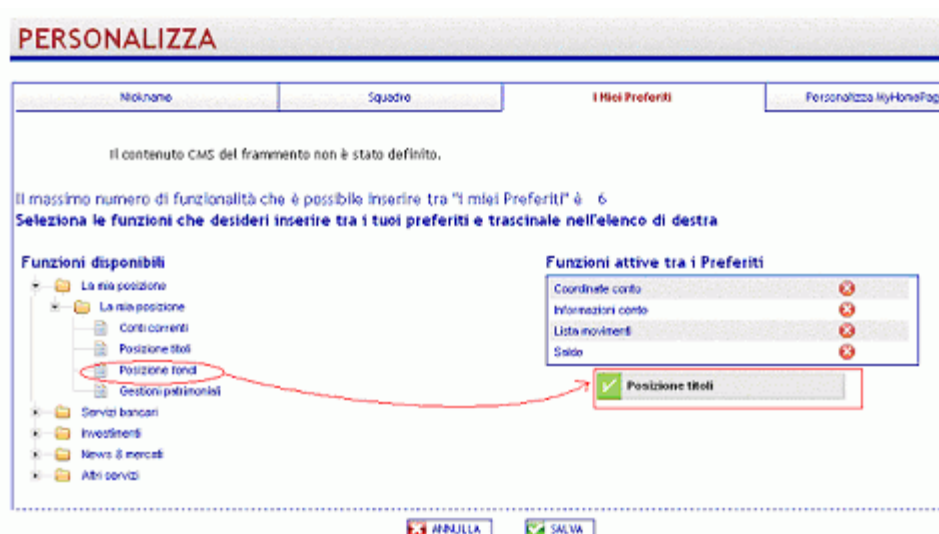 PERSONALIZZA
Nickname
Squadra
I Miei Preferiti
Personalizza MyHomePag
Il contenuto CMS del frammento non è stato definito.
Il massimo numero di funzionalità che è possibile inserire tra "i miei Preferiti" è 6
Seleziona le funzioni che desideri inserire tra i tuoi preferiti e trascinale nell'elenco di destra
Funzioni disponibili
La mia posizione
La mia posizione
Conti correnti
Posizione titoli
Posizione fondi
Gestioni patrimoniali
Servizi bancari
Investimenti
News & mercati
Altri servizi
Funzioni attive tra i Preferiti
Coordinate conto
Informazioni conto
Lista movimenti
Saldo
Posizione titoli
ANNULLA
SALVA